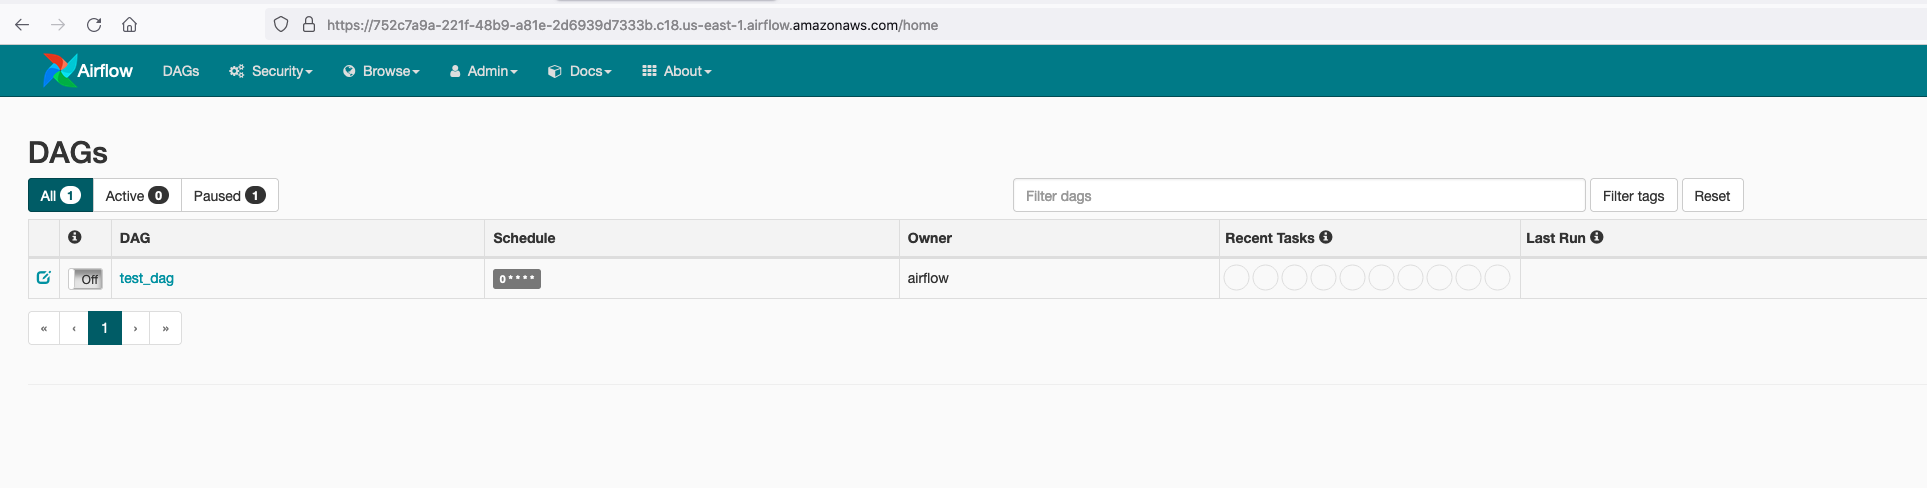 https://752c7a9a-221f-48b9-a81e-2d6939d7333b.c18.us-east-1.airflow.amazonaws.com/home
Airflow DAGs Security Browse Admin Docs About
DAGs
All 1 Active 0 Paused 1 Filter dags Filter tags Reset
DAG Schedule Owner Recent Tasks Last Run
Off test_dag 0 * * * * airflow
« ‹ 1 › »